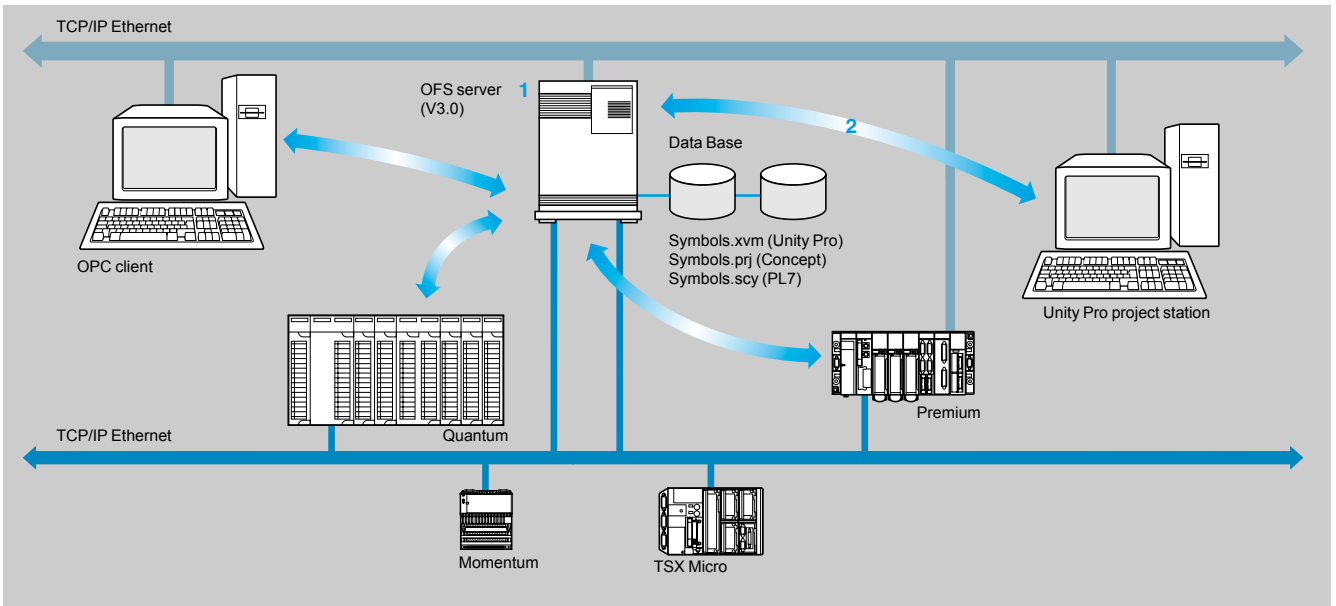 TCP/IP Ethernet
OFS server
(V3.0)
1
2
Data Base
Symbols.xvm (Unity Pro)
Symbols.prj (Concept)
Symbols.scy (PL7)
OPC client
Unity Pro project station
Premium
Quantum
TCP/IP Ethernet
Momentum
TSX Micro